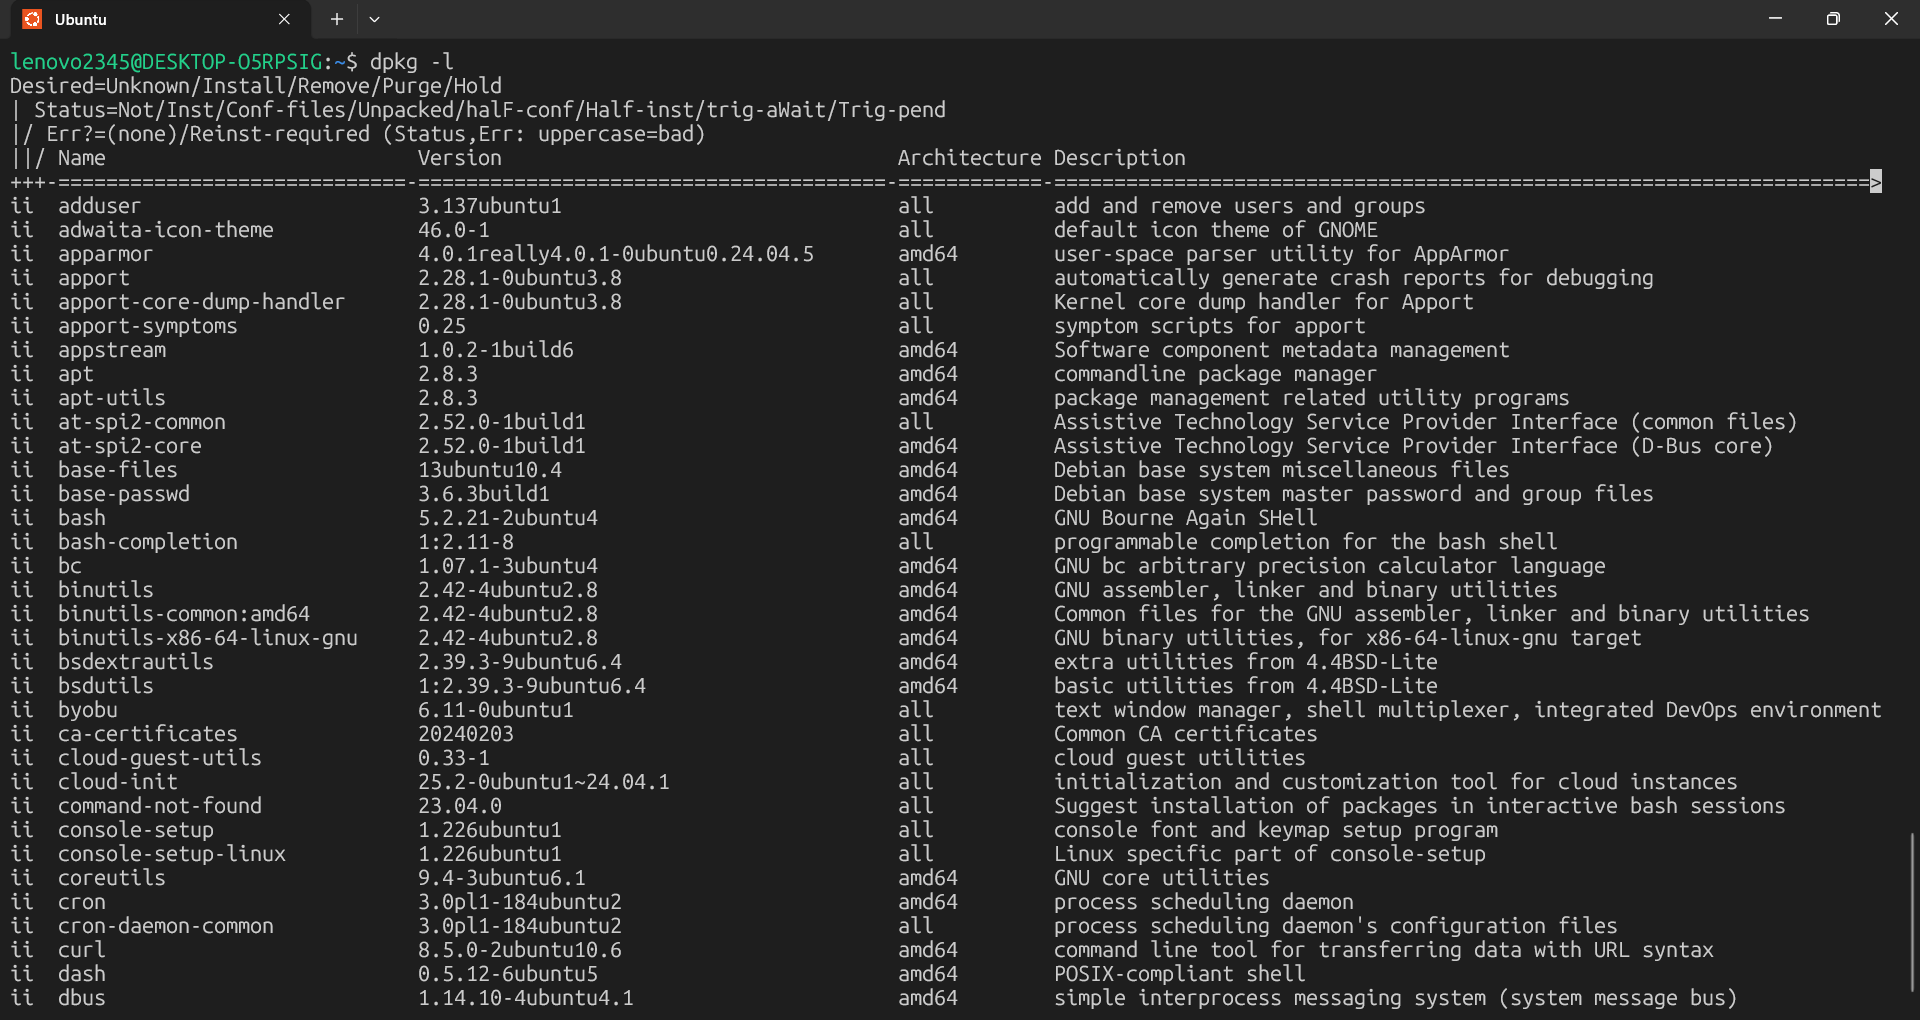 Ubuntu
lenovo2345@DESKTOP-O5RPSIG:~$ dpkg -l
Desired=Unknown/Install/Remove/Purge/Hold
| Status=Not/Inst/Conf-files/Unpacked/halF-conf/Half-inst/trig-aWait/Trig-pend
|/ Err?=(none)/Reinst-required (Status,Err: uppercase=bad)
||/ Name                          Version                                 Architecture Description
+++-=============================-=======================================-============-====================================================================>
ii  adduser                       3.137ubuntu1                            all          add and remove users and groups
ii  adwaita-icon-theme            46.0-1                                  all          default icon theme of GNOME
ii  apparmor                      4.0.1really4.0.1-0ubuntu0.24.04.5       amd64        user-space parser utility for AppArmor
ii  apport                        2.28.1-0ubuntu3.8                       all          automatically generate crash reports for debugging
ii  apport-core-dump-handler      2.28.1-0ubuntu3.8                       all          Kernel core dump handler for Apport
ii  apport-symptoms               0.25                                    all          symptom scripts for apport
ii  appstream                     1.0.2-1build6                           amd64        Software component metadata management
ii  apt                           2.8.3                                   amd64        commandline package manager
ii  apt-utils                     2.8.3                                   amd64        package management related utility programs
ii  at-spi2-common                2.52.0-1build1                          all          Assistive Technology Service Provider Interface (common files)
ii  at-spi2-core                  2.52.0-1build1                          amd64        Assistive Technology Service Provider Interface (D-Bus core)
ii  base-files                    13ubuntu10.4                            amd64        Debian base system miscellaneous files
ii  base-passwd                   3.6.3build1                             amd64        Debian base system master password and group files
ii  bash                          5.2.21-2ubuntu4                         amd64        GNU Bourne Again SHell
ii  bash-completion               1:2.11-8                                all          programmable completion for the bash shell
ii  bc                            1.07.1-3ubuntu4                         amd64        GNU bc arbitrary precision calculator language
ii  binutils                      2.42-4ubuntu2.8                         amd64        GNU assembler, linker and binary utilities
ii  binutils-common:amd64         2.42-4ubuntu2.8                         amd64        Common files for the GNU assembler, linker and binary utilities
ii  binutils-x86-64-linux-gnu     2.42-4ubuntu2.8                         amd64        GNU binary utilities, for x86-64-linux-gnu target
ii  bsdextrautils                 2.39.3-9ubuntu6.4                       amd64        extra utilities from 4.4BSD-Lite
ii  bsdutils                      1:2.39.3-9ubuntu6.4                     amd64        basic utilities from 4.4BSD-Lite
ii  byobu                         6.11-0ubuntu1                           all          text window manager, shell multiplexer, integrated DevOps environment
ii  ca-certificates               20240203                                all          Common CA certificates
ii  cloud-guest-utils             0.33-1                                  all          cloud guest utilities
ii  cloud-init                    25.2-0ubuntu1~24.04.1                   all          initialization and customization tool for cloud instances
ii  command-not-found             23.04.0                                 all          Suggest installation of packages in interactive bash sessions
ii  console-setup                 1.226ubuntu1                            all          console font and keymap setup program
ii  console-setup-linux           1.226ubuntu1                            all          Linux specific part of console-setup
ii  coreutils                     9.4-3ubuntu6.1                          amd64        GNU core utilities
ii  cron                          3.0pl1-184ubuntu2                       amd64        process scheduling daemon
ii  cron-daemon-common            3.0pl1-184ubuntu2                       all          process scheduling daemon's configuration files
ii  curl                          8.5.0-2ubuntu10.6                       amd64        command line tool for transferring data with URL syntax
ii  dash                          0.5.12-6ubuntu5                         amd64        POSIX-compliant shell
ii  dbus                          1.14.10-4ubuntu4.1                      amd64        simple interprocess messaging system (system message bus)